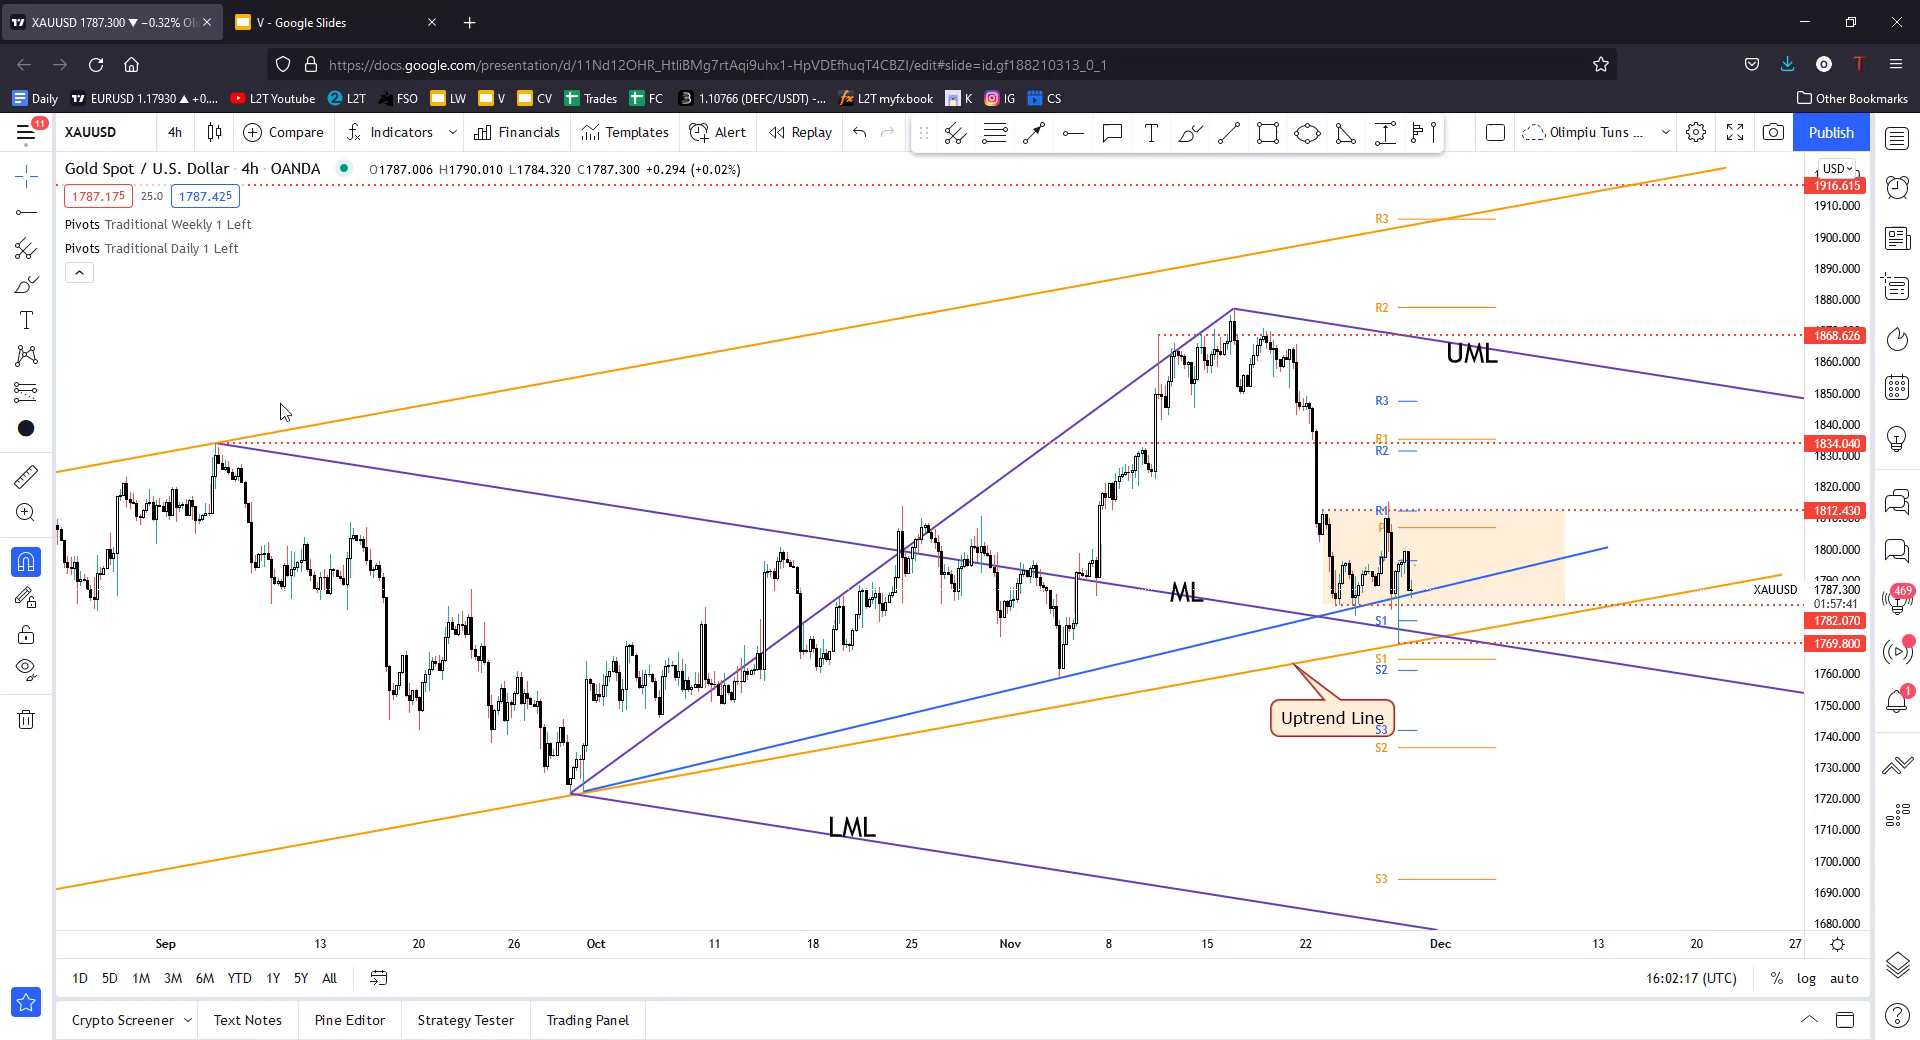 XAUUSD 1787.300 ▼ −0.32% Oli
V - Google Slides
https://docs.google.com/presentation/d/11Nd12OHR_HtliBMg7rtAqi9uhx1-HpVDEfhuqT4CBZI/edit#slide=id.gf188210313_0_1
Daily EURUSD 1.17930 ▲ +0.... L2T Youtube L2T FSO LW V CV Trades FC 1.10766 (DEFC/USDT) -... L2T myfxbook K IG CS Other Bookmarks
11 XAUUSD 4h Compare Indicators Financials Templates Alert Replay Olimpiu Tuns ... Publish
Gold Spot / U.S. Dollar · 4h · OANDA O1787.006 H1790.010 L1784.320 C1787.300 +0.294 (+0.02%)
USD
1787.175 25.0 1787.425
Pivots Traditional Weekly 1 Left
Pivots Traditional Daily 1 Left
1916.615
1910.000
1900.000
1890.000
1880.000
1868.626
1860.000
1850.000
1840.000
1834.040
1830.000
1820.000
1812.430
1800.000
XAUUSD 1787.300
01:57:41
1782.070
1769.800
1760.000
1750.000
1740.000
1730.000
1720.000
1710.000
1700.000
1690.000
1680.000
R3
R2
UML
R3
R1
R2
R1
P
ML
S1
S1
S2
Uptrend Line
S3
S2
LML
S3
469
1
Sep 13 20 26 Oct 11 18 25 Nov 8 15 22 Dec 13 20 27
1D 5D 1M 3M 6M YTD 1Y 5Y All 16:02:17 (UTC) % log auto
Crypto Screener Text Notes Pine Editor Strategy Tester Trading Panel